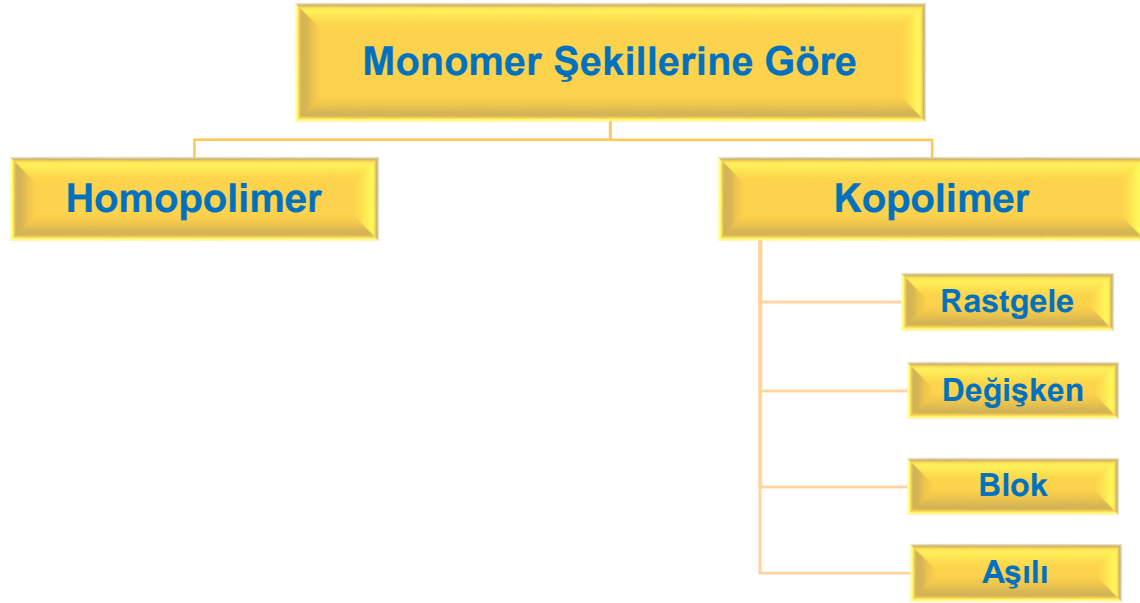 Monomer Şekillerine Göre
Homopolimer
Kopolimer
Rastgele
Değişken
Blok
Aşılı